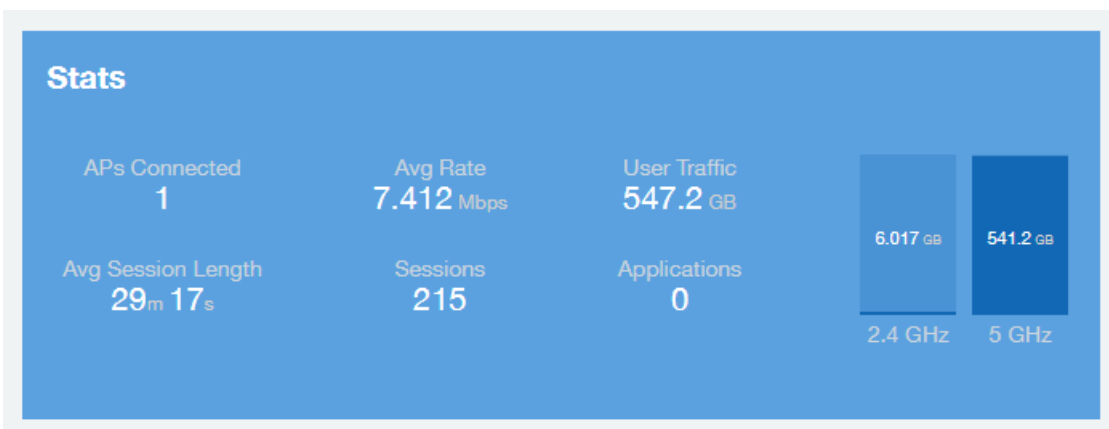 Stats
APs Connected
1
Avg Rate
7.412 Mbps
User Traffic
547.2 GB
Avg Session Length
29m 17s
Sessions
215
Applications
0
6.017 GB
541.2 GB
2.4 GHz
5 GHz